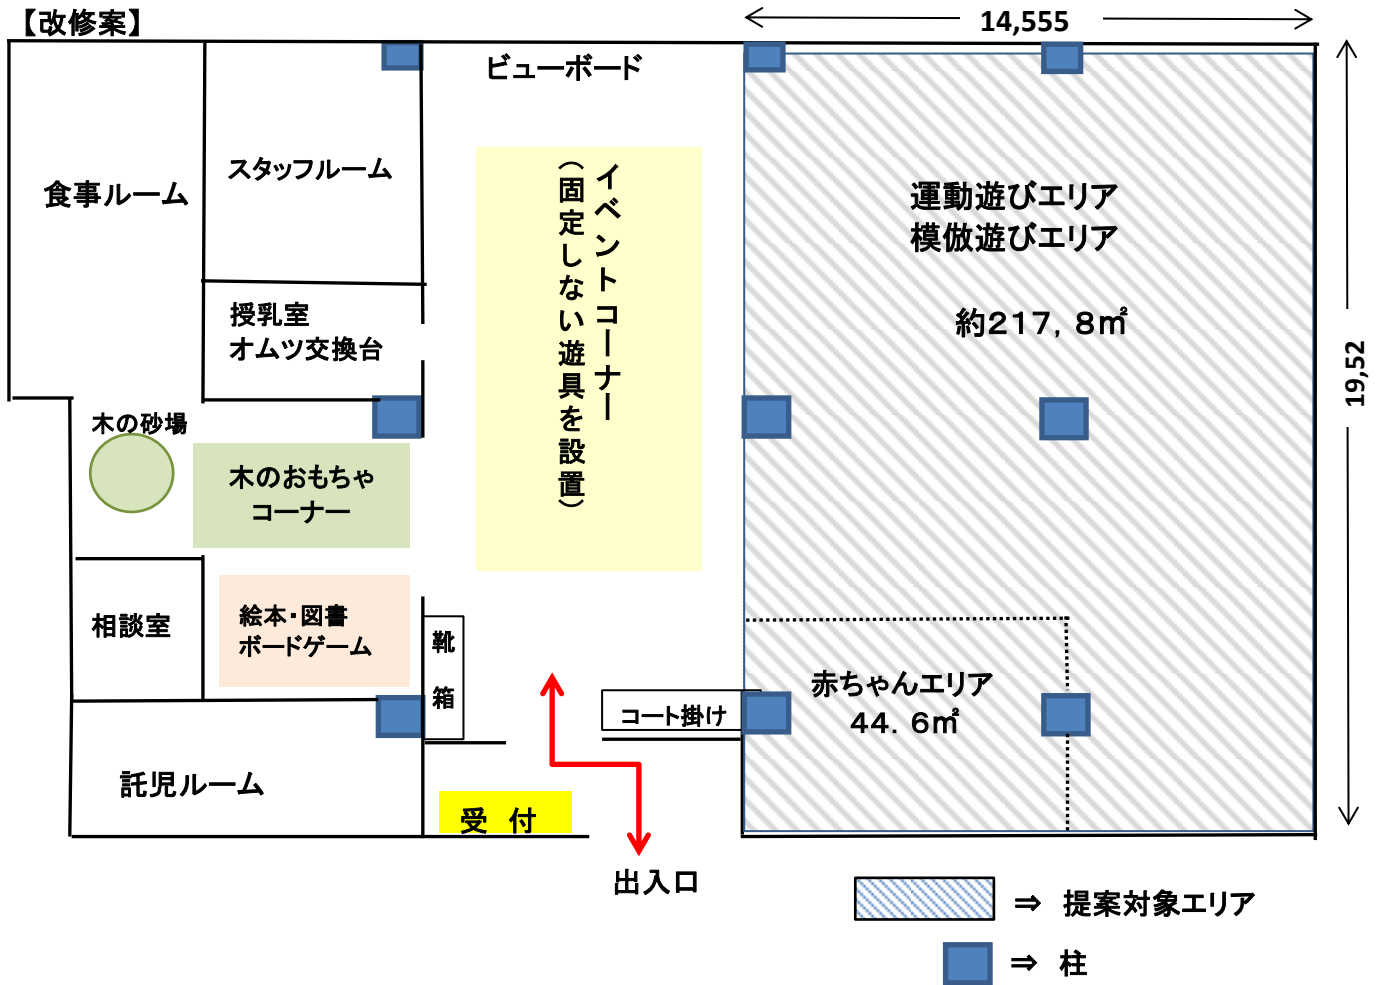 【改修案】
14,555
ビューボード
スタッフルーム
食事ルーム
イベントコーナー
(固定しない遊具を設置)
運動遊びエリア
模倣遊びエリア
約217,8㎡
19,52
授乳室
オムツ交換台
木の砂場
木のおもちゃ
コーナー
相談室
絵本・図書
ボードゲーム
靴箱
コート掛け
赤ちゃんエリア
44.6㎡
託児ルーム
受 付
出入口
⇒ 提案対象エリア
⇒ 柱